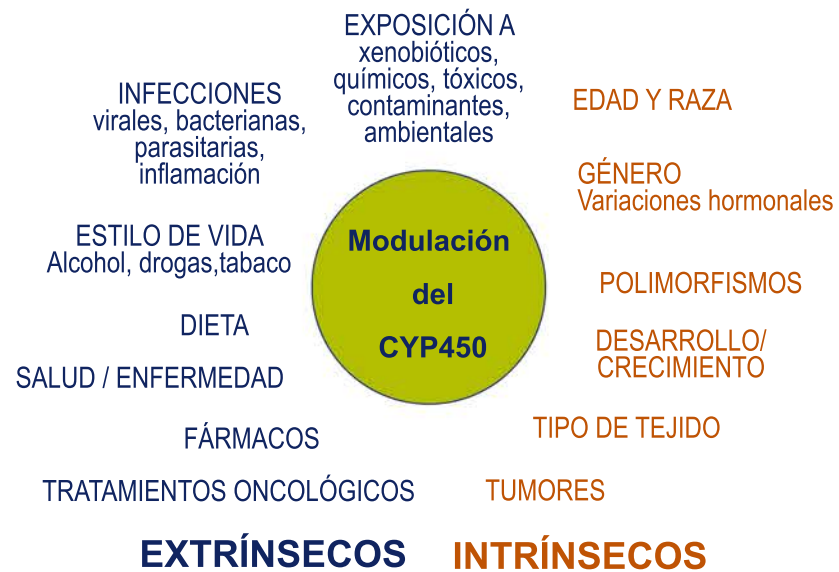 EXPOSICIÓN A
xenobióticos,
químicos, tóxicos,
contaminantes,
ambientales
INFECCIONES
virales, bacterianas,
parasitarias,
inflamación
ESTILO DE VIDA
Alcohol, drogas,tabaco
DIETA
SALUD / ENFERMEDAD
FÁRMACOS
TRATAMIENTOS ONCOLÓGICOS
EXTRÍNSECOS
Modulación
del
CYP450
EDAD Y RAZA
GÉNERO
Variaciones hormonales
POLIMORFISMOS
DESARROLLO/
CRECIMIENTO
TIPO DE TEJIDO
TUMORES
INTRÍNSECOS